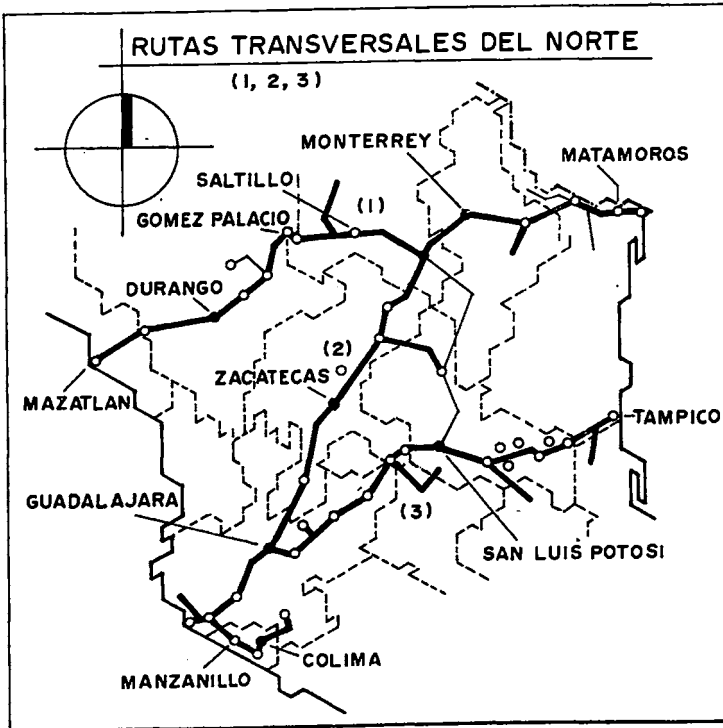 RUTAS TRANSVERSALES DEL NORTE
(1, 2, 3)
MONTERREY
MATAMOROS
SALTILLO
(1)
GOMEZ PALACIO
DURANGO
(2)
ZACATECAS
MAZATLAN
TAMPICO
GUADALAJARA
(3)
SAN LUIS POTOSI
COLIMA
MANZANILLO